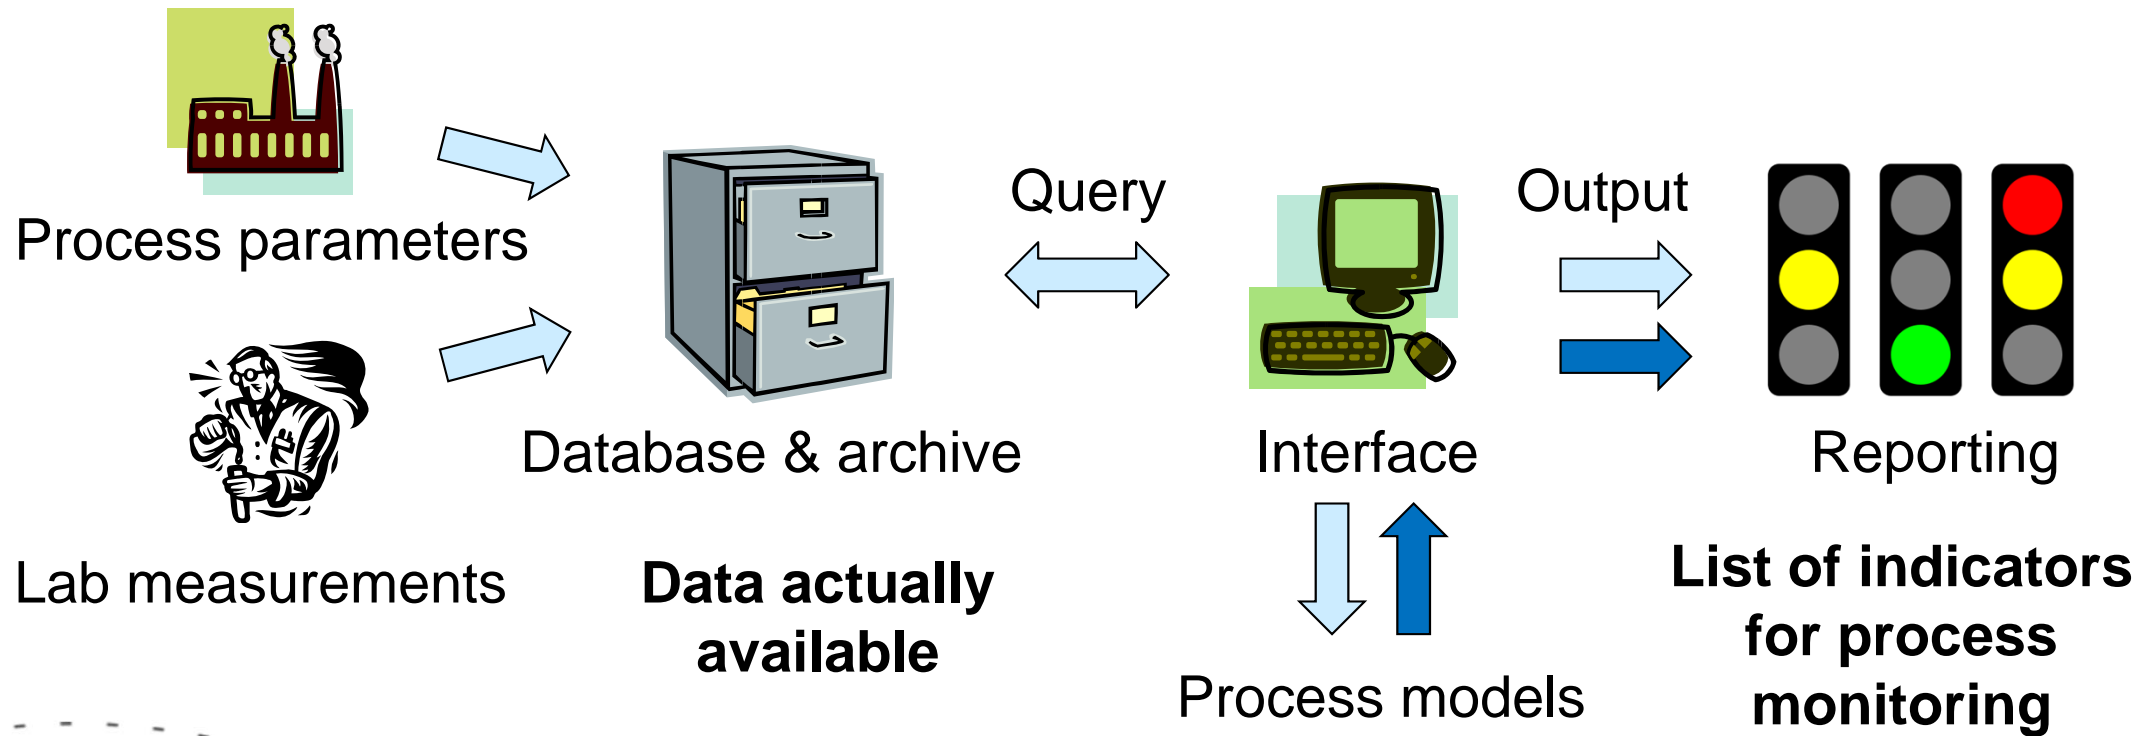 Process parameters
Lab measurements
Database & archive
Data actually
available
Query
Interface
Process models
Output
Reporting
List of indicators
for process
monitoring